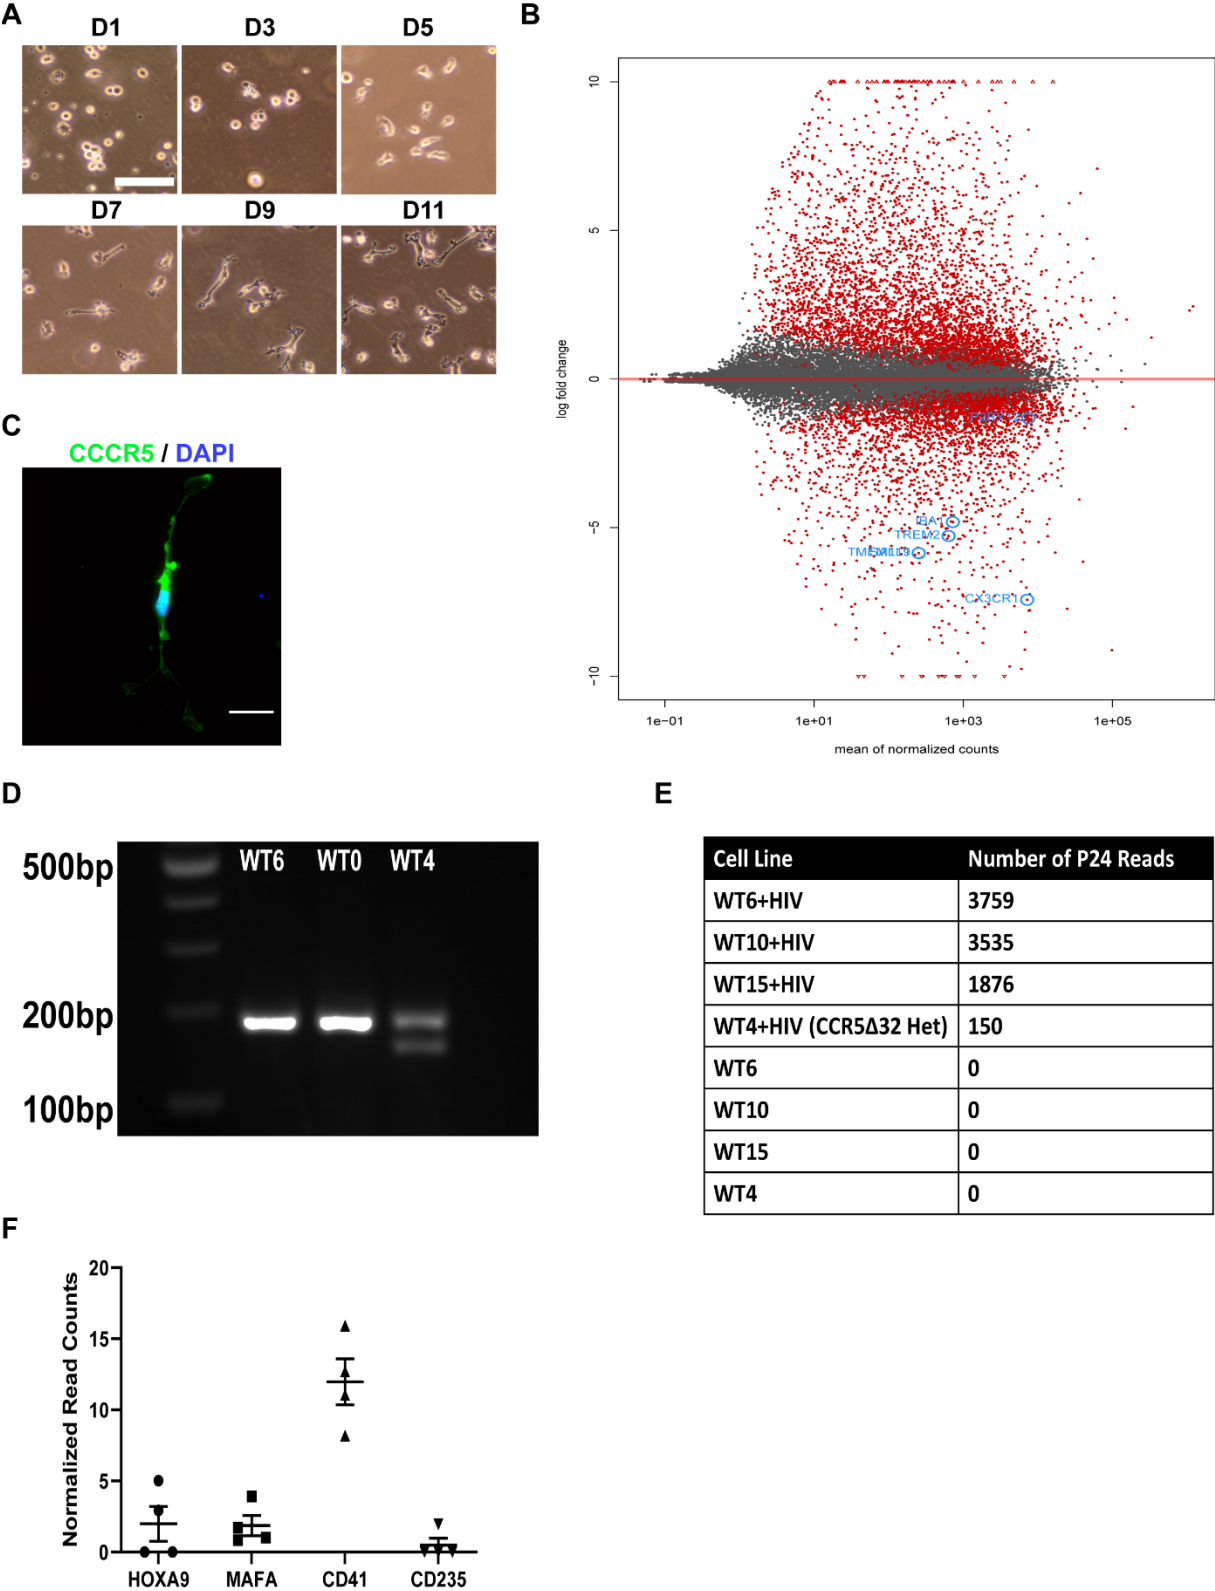 A
D1 D3 D5
D7 D9 D11
B
10
5
0
−5
−10
log fold change
IBA1
TREM2
CX3CR1
1e−01 1e+01 1e+03 1e+05
mean of normalized counts
C
CCCR5 / DAPI
D
500bp
200bp
100bp
WT6 WT0 WT4
E
Cell Line Number of P24 Reads
WT6+HIV 3759
WT10+HIV 3535
WT15+HIV 1876
WT4+HIV (CCR5Δ32 Het) 150
WT6 0
WT10 0
WT15 0
WT4 0
F
Normalized Read Counts
20
15
10
5
0
HOXA9 MAFA CD41 CD235